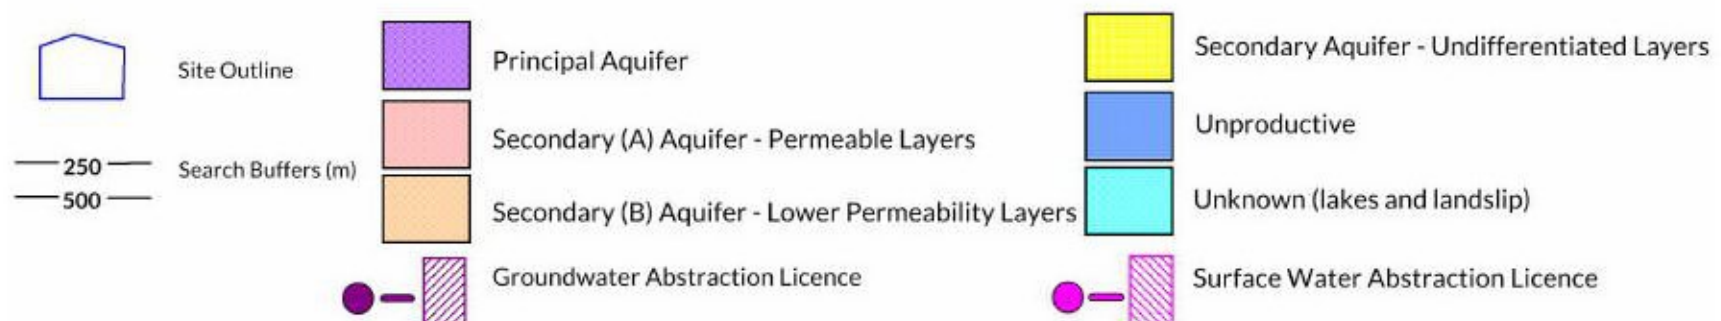 Site Outline
250
500
Search Buffers (m)
Principal Aquifer
Secondary (A) Aquifer - Permeable Layers
Secondary (B) Aquifer - Lower Permeability Layers
Groundwater Abstraction Licence
Secondary Aquifer - Undifferentiated Layers
Unproductive
Unknown (lakes and landslip)
Surface Water Abstraction Licence